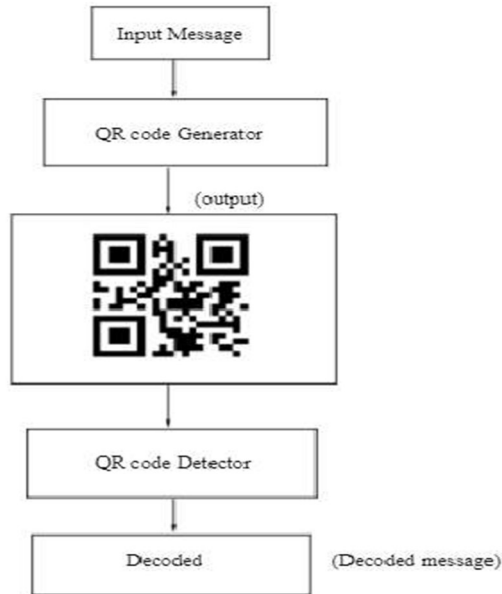 Input Message
QR code Generator
(output)
QR code Detector
Decoded (Decoded message)